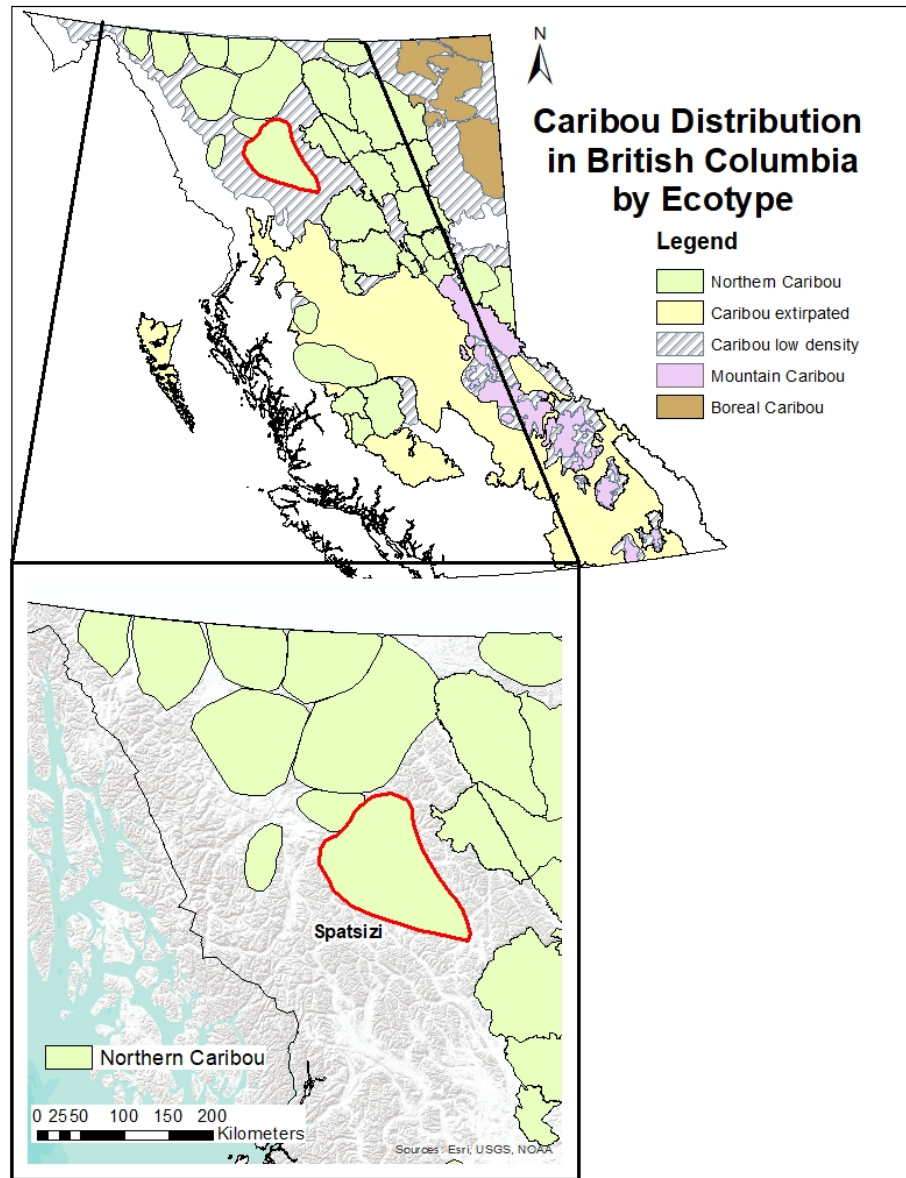 N
Caribou Distribution
in British Columbia
by Ecotype
Legend
Northern Caribou
Caribou extirpated
Caribou low density
Mountain Caribou
Boreal Caribou
Spatsizi
Northern Caribou
0 25 50 100 150 200
Kilometers
Sources: Esri, USGS, NOAA